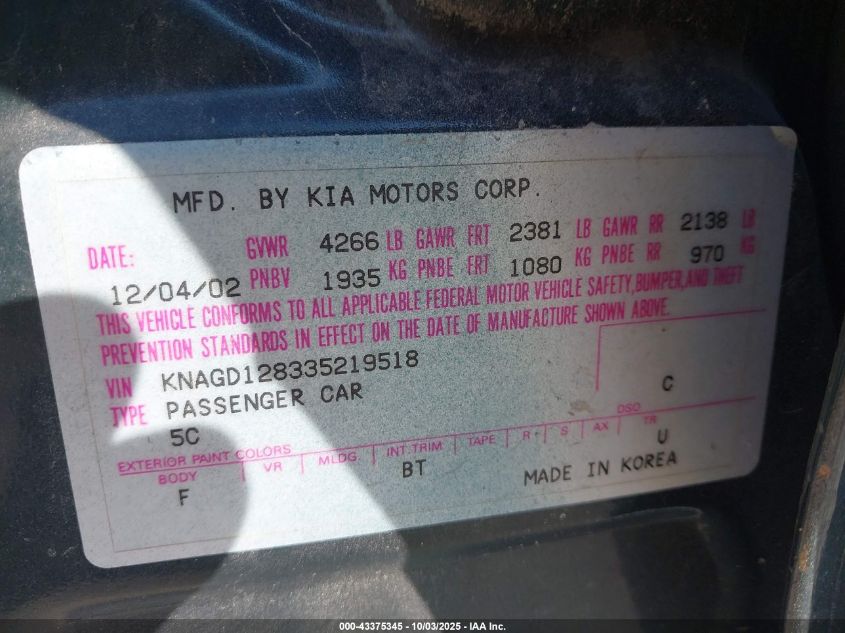 MFD. BY KIA MOTORS CORP.
DATE: GVWR 4266 LB GAWR FRT 2381 LB GAWR RR 2138 LB
12/04/02 PNBV 1935 KG PNBE FRT 1080 KG PNBE RR 970 KG
THIS VEHICLE CONFORMS TO ALL APPLICABLE FEDERAL MOTOR VEHICLE SAFETY,BUMPER,AND THEFT
PREVENTION STANDARDS IN EFFECT ON THE DATE OF MANUFACTURE SHOWN ABOVE.
VIN KNAGD128335219518
TYPE PASSENGER CAR
C
5C
DSO
EXTERIOR PAINT COLORS
BODY VR MLDG. INT.TRIM TAPE R S AX TR
F BT U
MADE IN KOREA
000-43375345 - 10/03/2025 - IAA Inc.